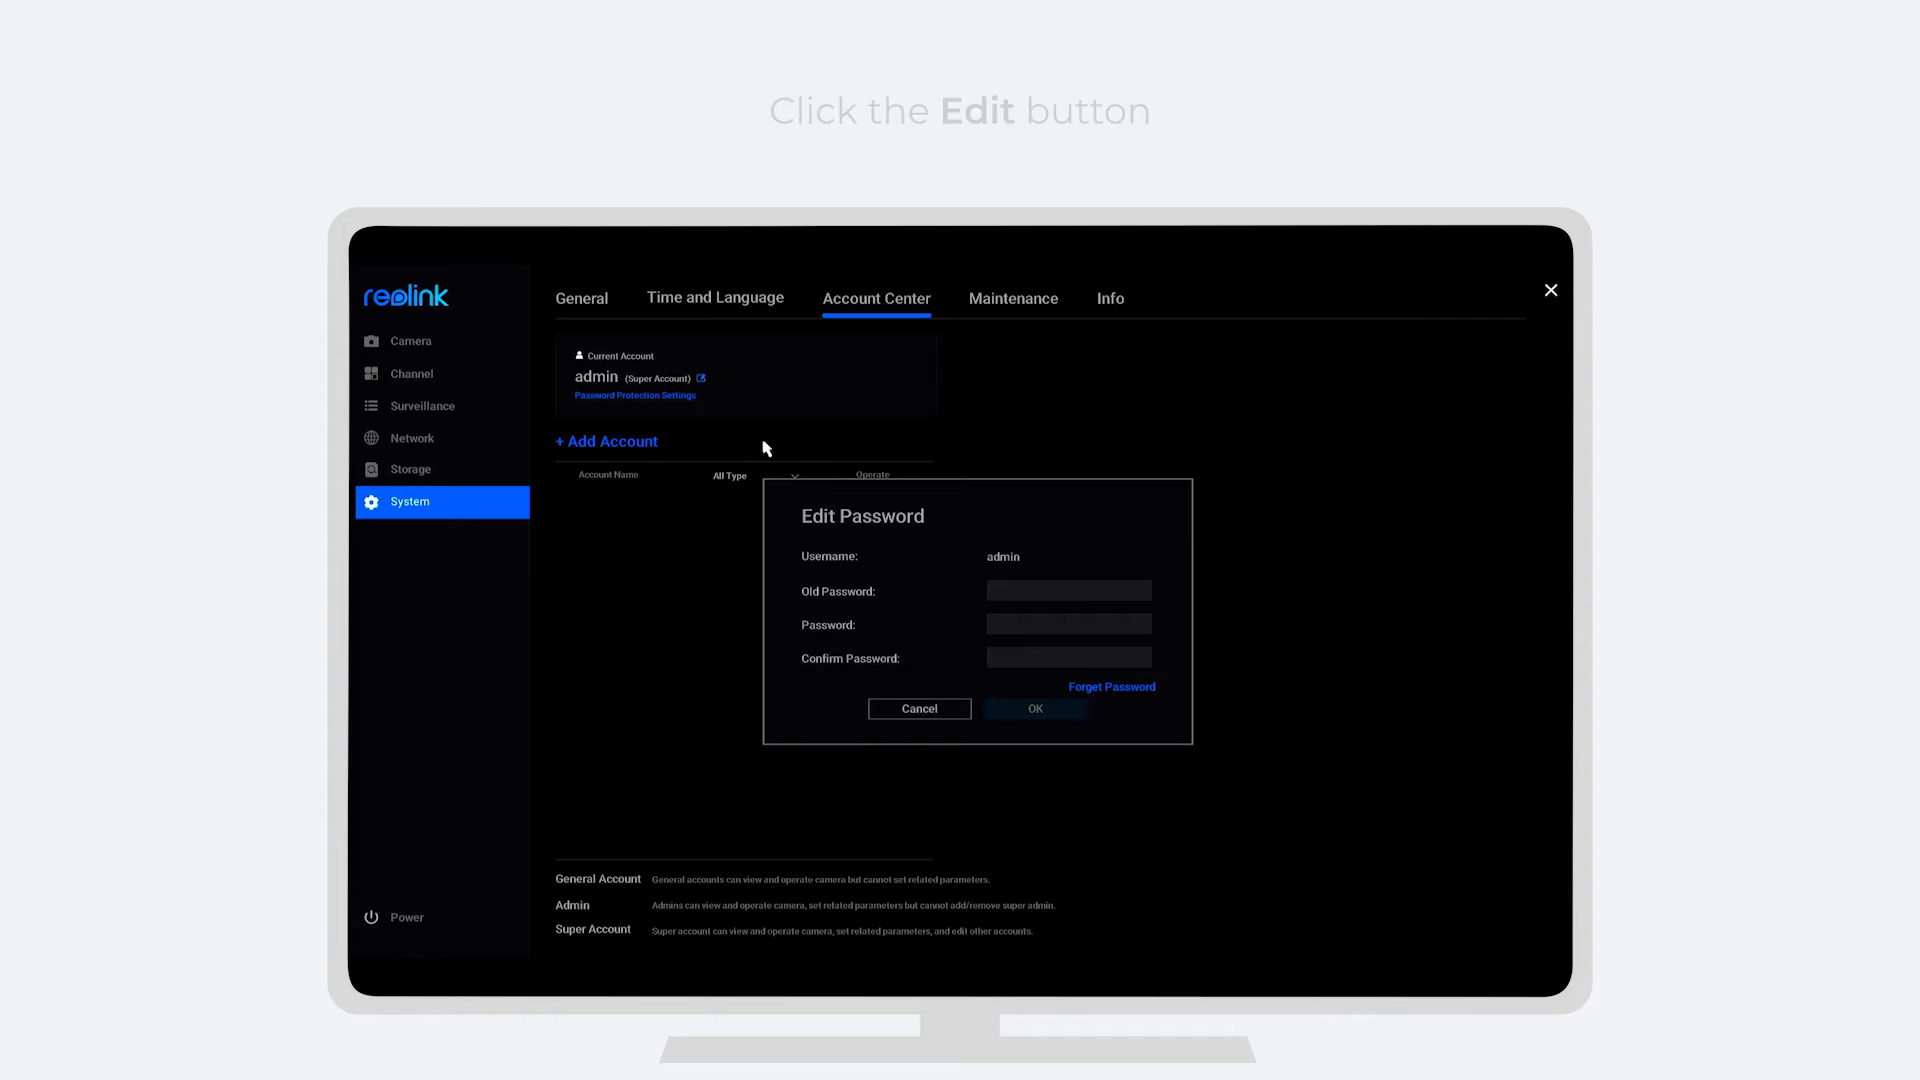 Click the Edit button
reolink
General Time and Language Account Center Maintenance Info
Camera
Channel
Surveillance
Network
Storage
System
Power
Current Account
admin (Super Account)
Password Protection Settings
+ Add Account
Account Name All Type Operate
Edit Password
Username: admin
Old Password:
Password:
Confirm Password:
Forget Password
Cancel OK
General Account General accounts can view and operate camera but cannot set related parameters.
Admin Admins can view and operate camera, set related parameters but cannot add/remove super admin.
Super Account Super account can view and operate camera, set related parameters, and edit other accounts.